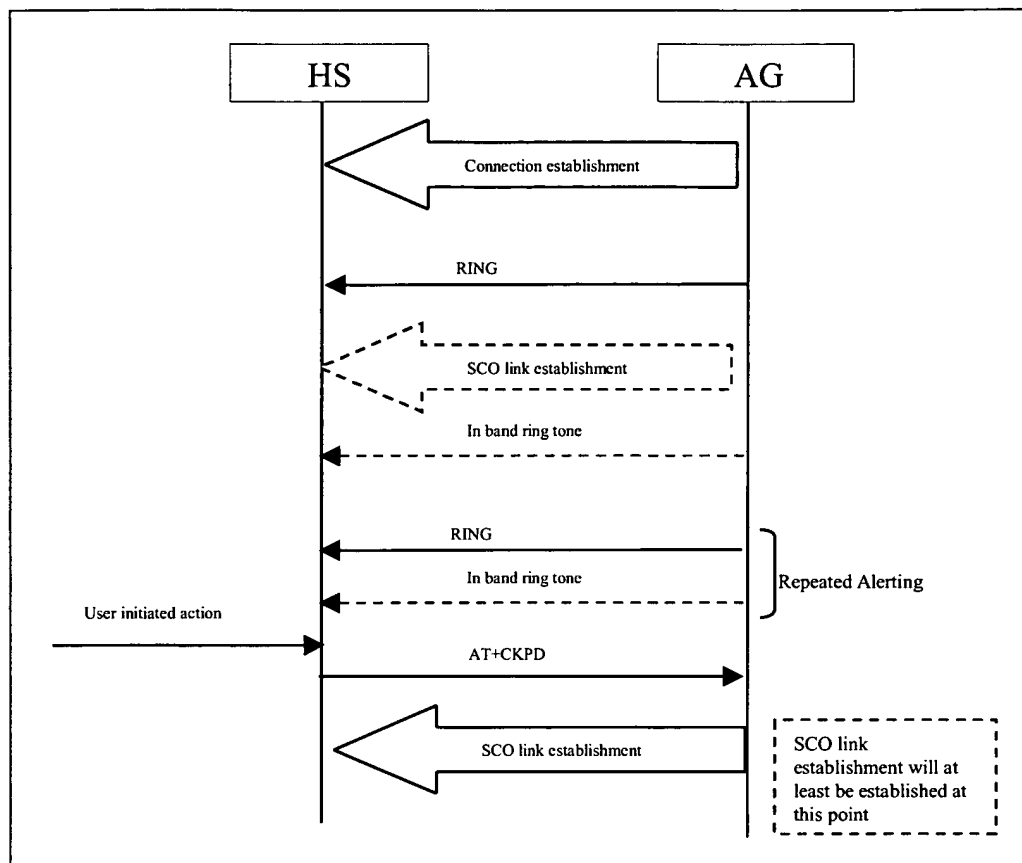 HS
AG
Connection establishment
RING
SCO link establishment
In band ring tone
RING
In band ring tone
Repeated Alerting
User initiated action
AT+CKPD
SCO link establishment
SCO link
establishment will at
least be established at
this point